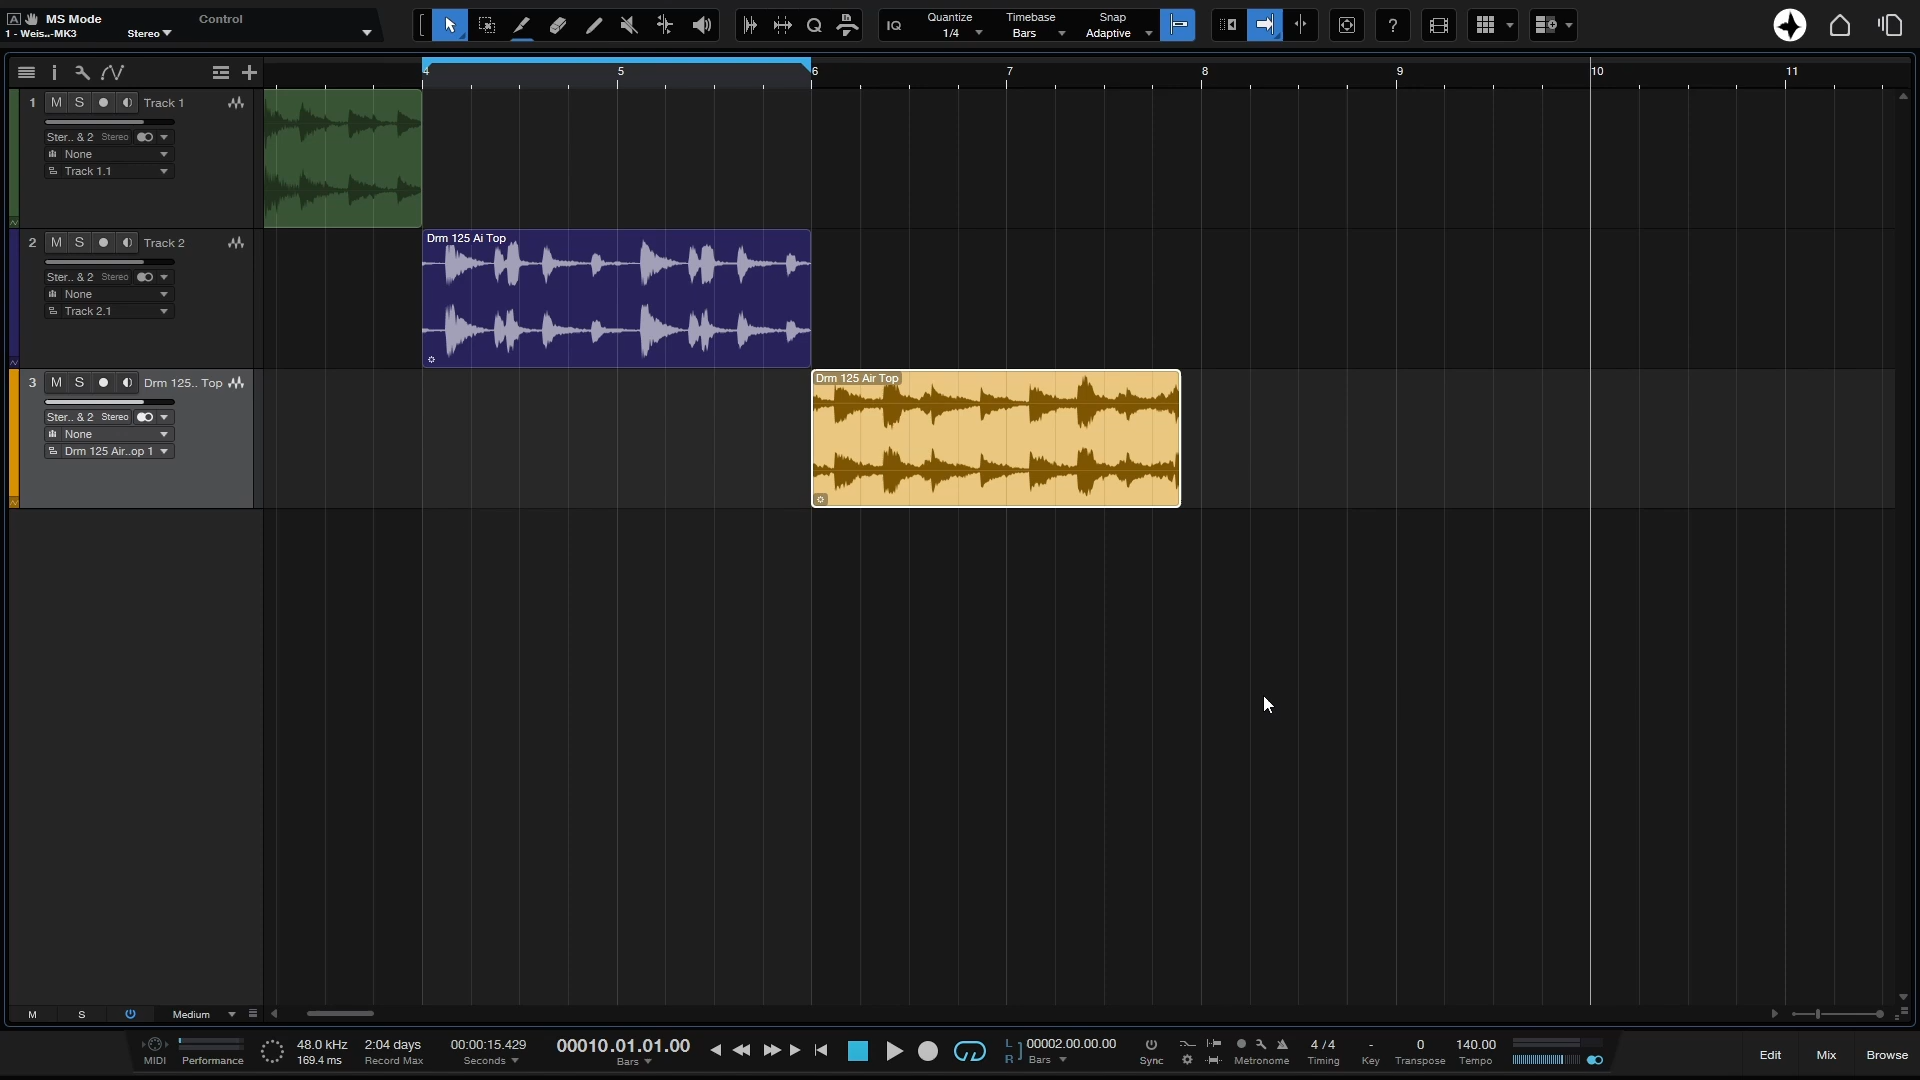 A MS Mode Control
1 - Weis..-MK3 Stereo
IQ Quantize Timebase Snap
1/4 Bars Adaptive
?
4 5 6 7 8 9 10 11
1 M S Track 1
Ster.. & 2 Stereo
None
Track 1.1
2 M S Track 2
Ster.. & 2 Stereo
None
Track 2.1
Drm 125 Ai Top
3 M S Drm 125.. Top
Ster.. & 2 Stereo
None
Drm 125 Air..op 1
Drm 125 Air Top
M S Medium
MIDI Performance
48.0 kHz 2:04 days 00:00:15.429 00010.01.01.00
169.4 ms Record Max Seconds Bars
L 00002.00.00.00
R Bars
Sync Metronome
4 / 4 - 0 140.00
Timing Key Transpose Tempo
Edit Mix Browse